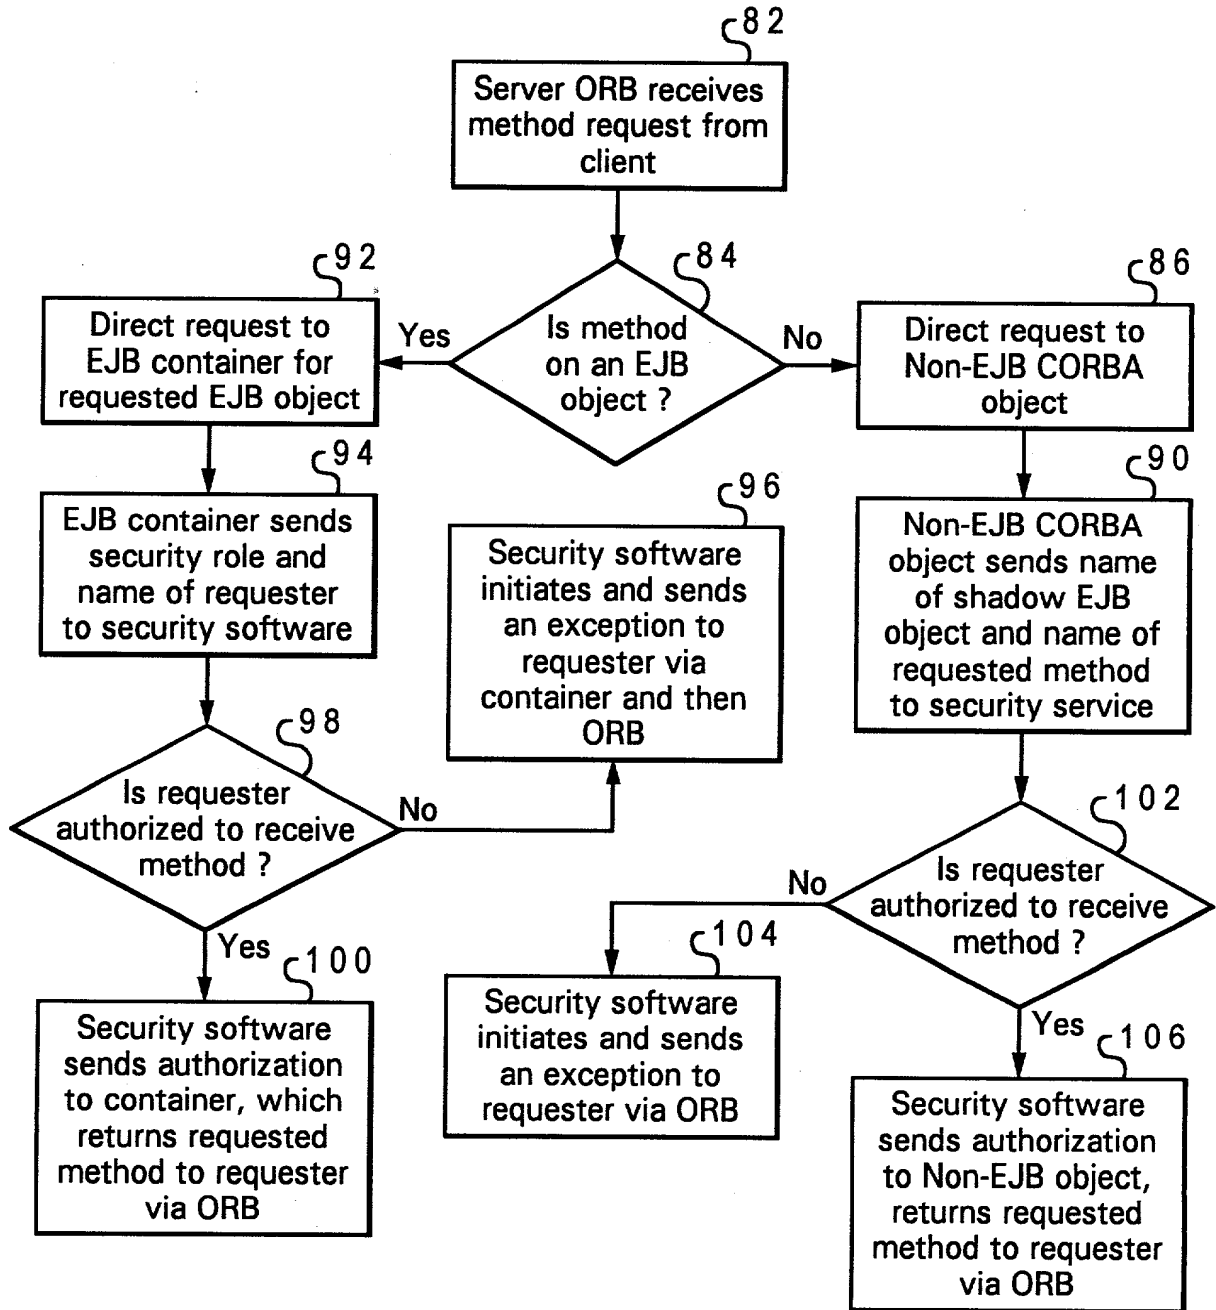 82
Server ORB receives
method request from
client
84
Is method
on an EJB
object ?
Yes
No
92
Direct request to
EJB container for
requested EJB object
86
Direct request to
Non-EJB CORBA
object
94
EJB container sends
security role and
name of requester
to security software
96
Security software
initiates and sends
an exception to
requester via
container and then
ORB
90
Non-EJB CORBA
object sends name
of shadow EJB
object and name of
requested method
to security service
98
Is requester
authorized to receive
method ?
No
Yes
102
Is requester
authorized to receive
method ?
No
Yes
100
Security software
sends authorization
to container, which
returns requested
method to requester
via ORB
104
Security software
initiates and sends
an exception to
requester via ORB
106
Security software
sends authorization
to Non-EJB object,
returns requested
method to requester
via ORB